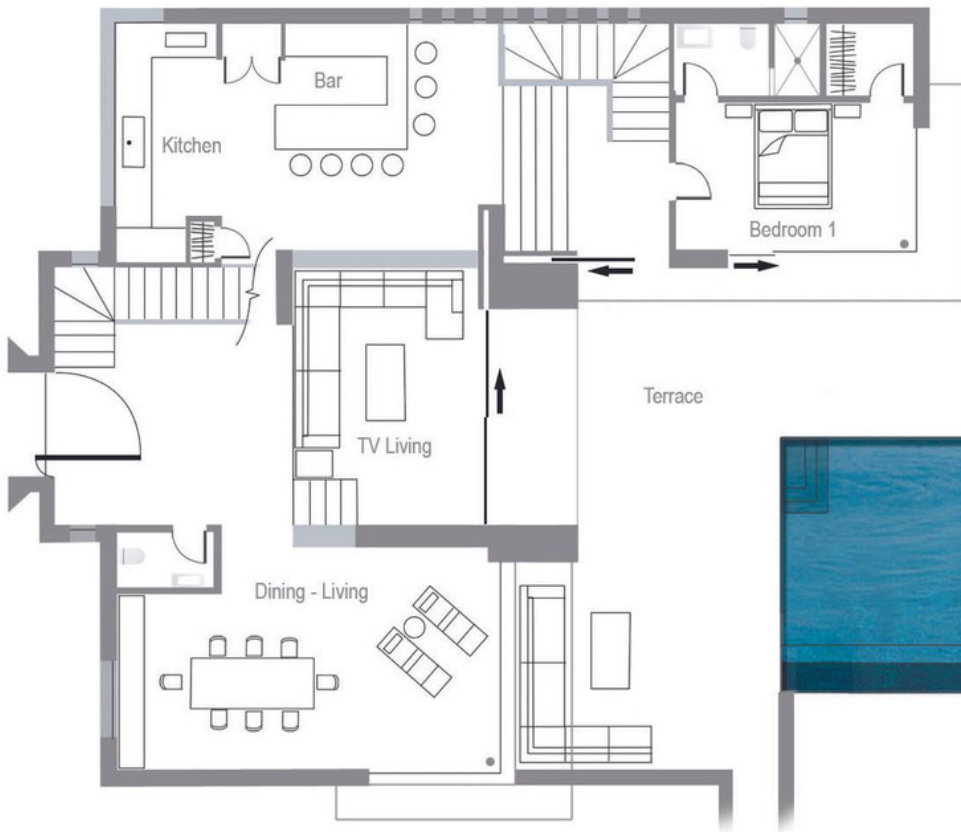 Bar
Kitchen
Bedroom 1
Terrace
TV Living
Dining - Living